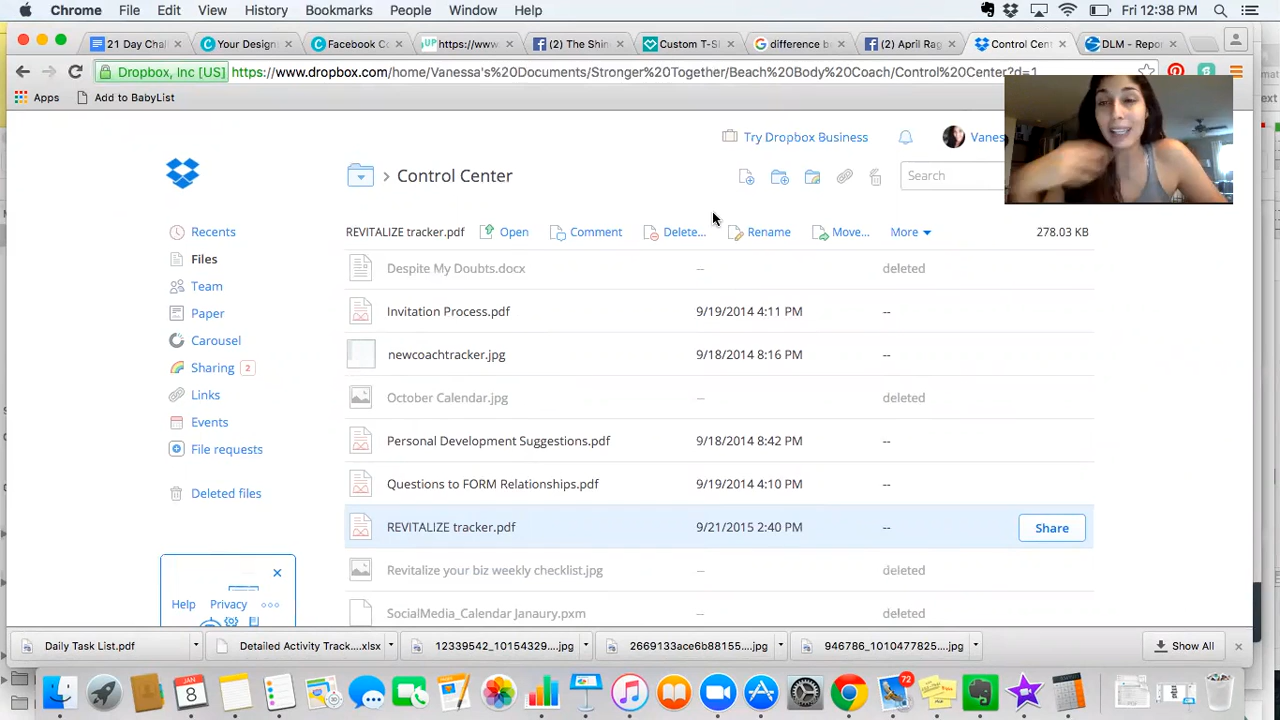 Chrome File Edit View History Bookmarks People Window Help Fri 12:38 PM
21 Day Chal Your Design Facebook Co https://www. (2) The Shin Custom T-S difference b (2) April Rag Control Cent DLM - Repor
Dropbox, Inc [US] https://www.dropbox.com/home/Vanessa's%20Documents/Stronger%20Together/Beach%20Body%20Coach/Control%20Center?d=1
Apps Add to BabyList
Try Dropbox Business Vanes
Control Center Search
REVITALIZE tracker.pdf Open Comment Delete... Rename Move... More 278.03 KB
Recents
Files
Team
Paper
Carousel
Sharing 2
Links
Events
File requests
Deleted files
Despite My Doubts.docx -- deleted
Invitation Process.pdf 9/19/2014 4:11 PM --
newcoachtracker.jpg 9/18/2014 8:16 PM --
October Calendar.jpg -- deleted
Personal Development Suggestions.pdf 9/18/2014 8:42 PM --
Questions to FORM Relationships.pdf 9/19/2014 4:10 PM --
REVITALIZE tracker.pdf 9/21/2015 2:40 PM -- Share
Revitalize your biz weekly checklist.jpg -- deleted
SocialMedia_Calendar Janaury.pxm -- deleted
Help Privacy
Daily Task List.pdf Detailed Activity Track....xlsx 12339542_10154329....jpg 2669133ace6b88155....jpg 946786_1010477825....jpg Show All
8 72